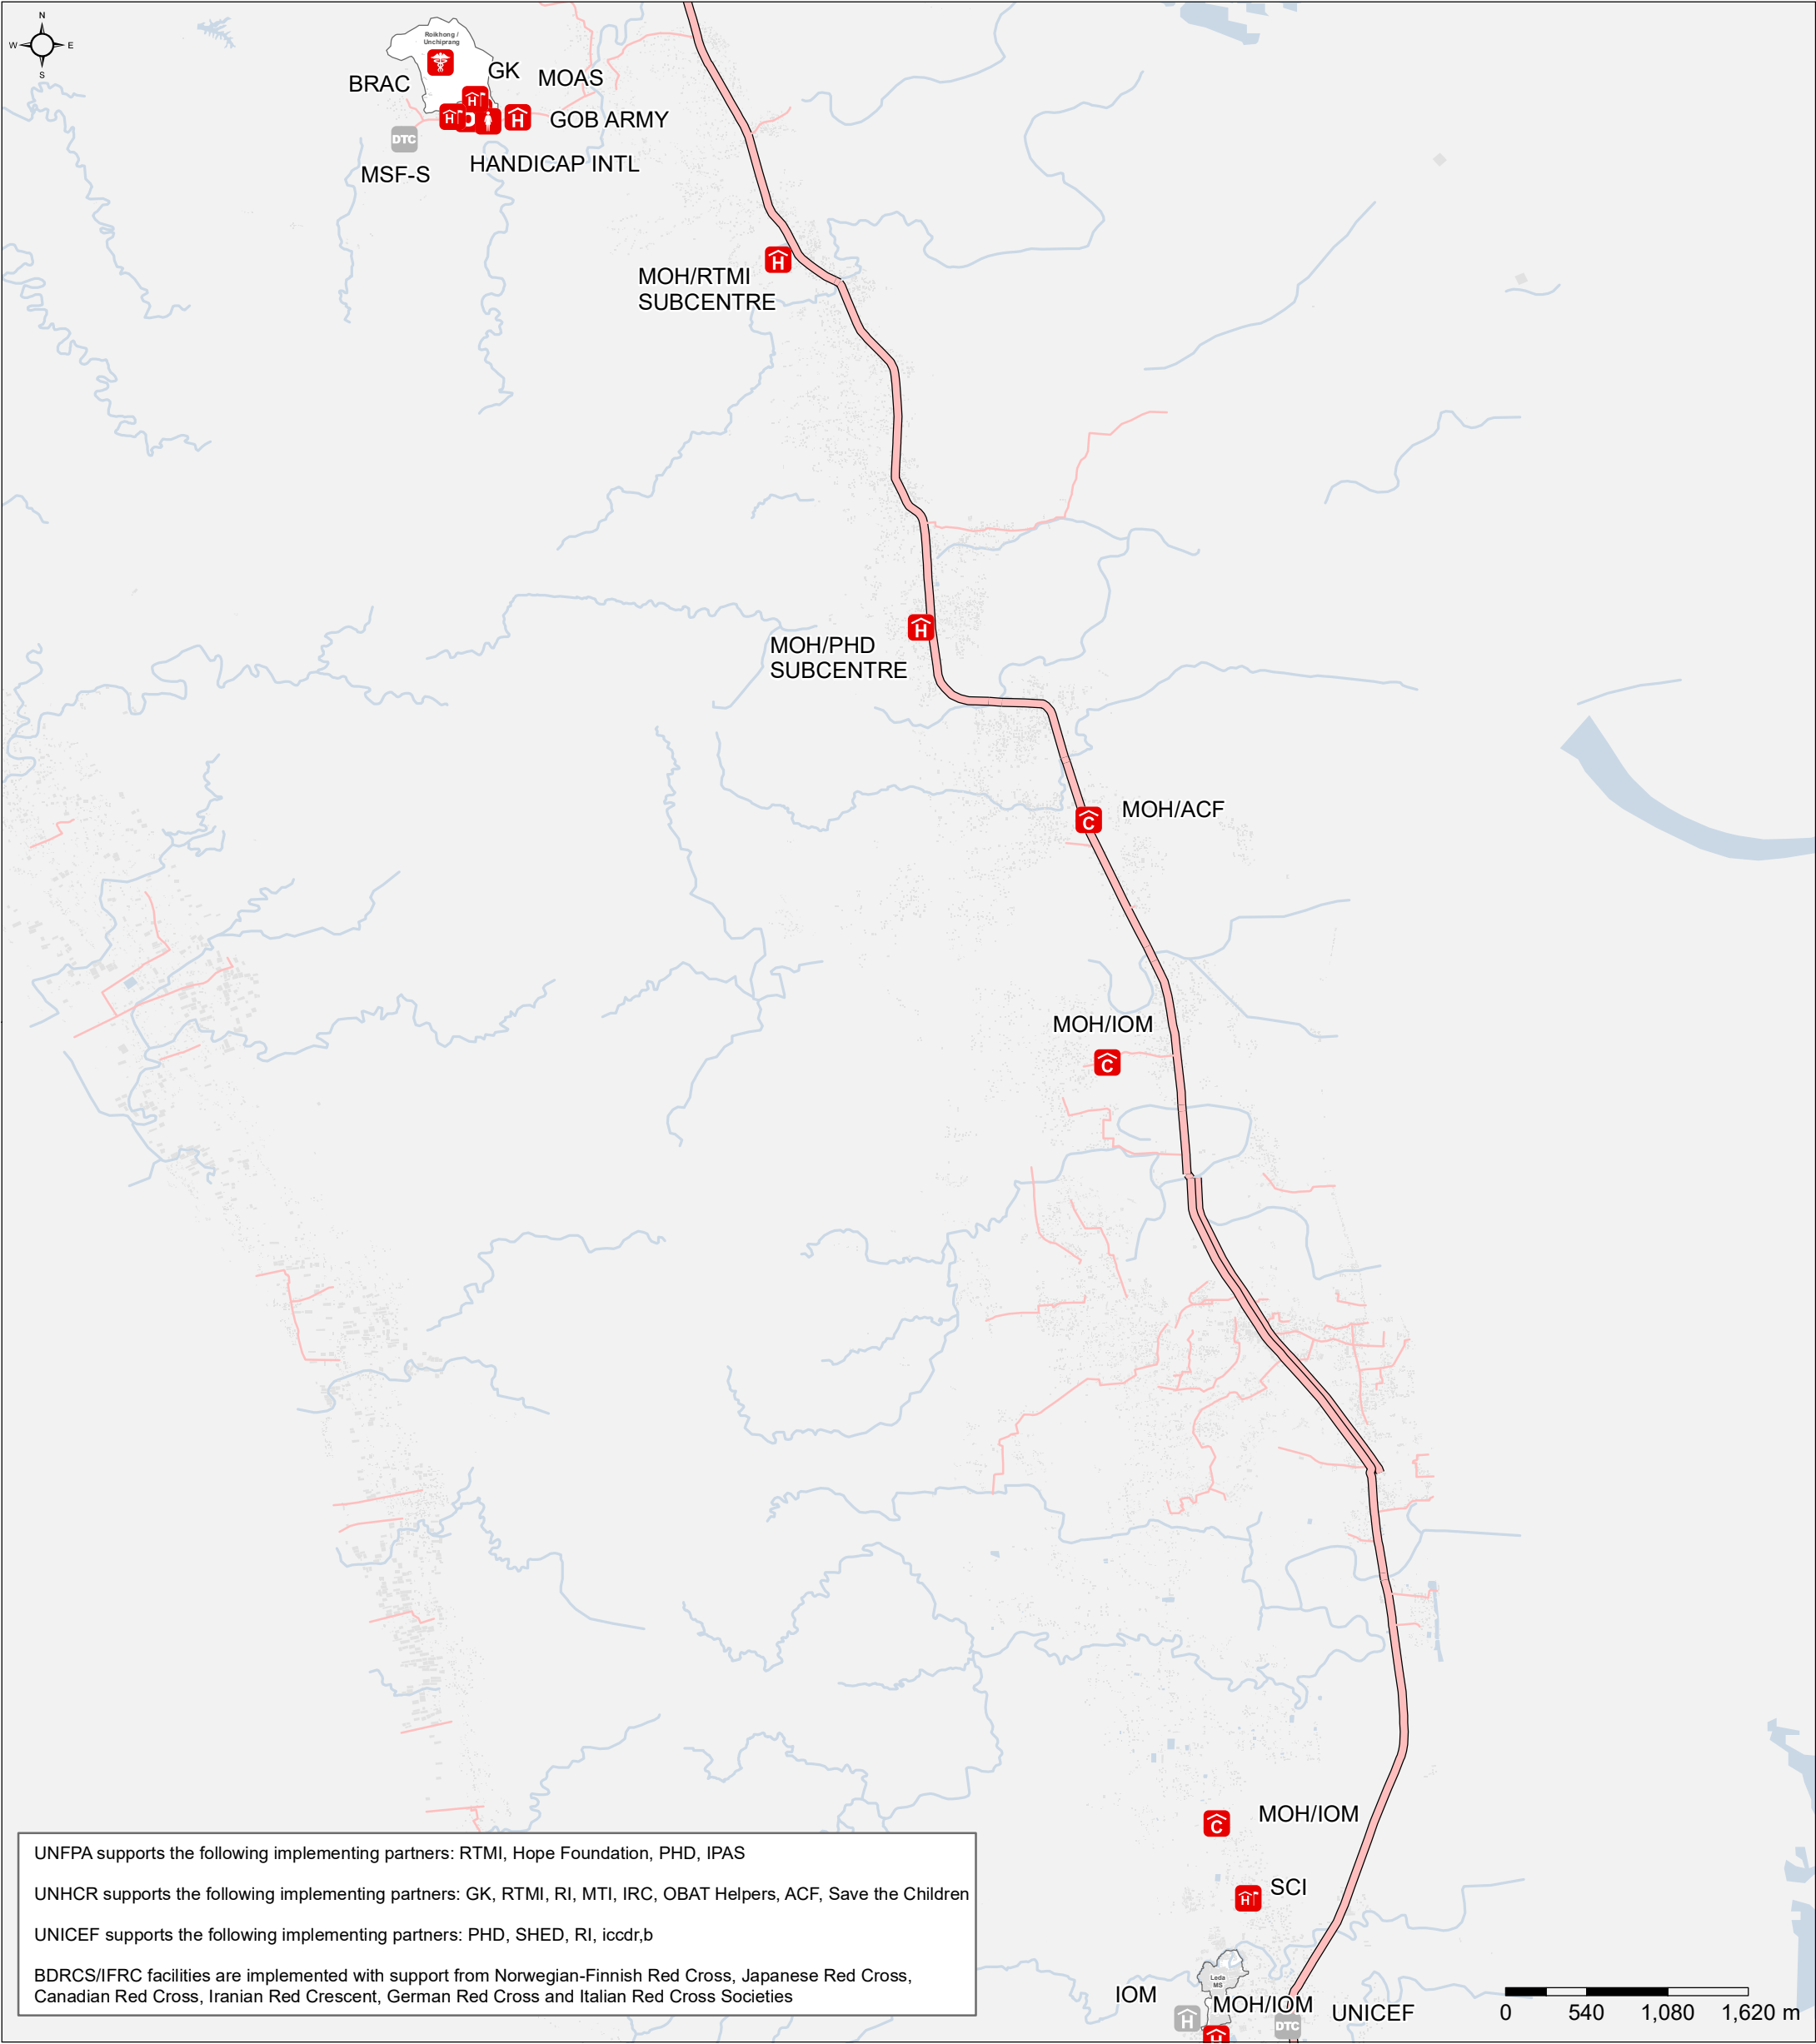 N
W
E
S
Roikhong /
Unchiprang
BRAC
GK
MOAS
H
H
H
GOB ARMY
DTC
HANDICAP INTL
MSF-S
H
MOH/RTMI
SUBCENTRE
H
MOH/PHD
SUBCENTRE
MOH/ACF
C
MOH/IOM
C
MOH/IOM
C
SCI
H
UNFPA supports the following implementing partners: RTMI, Hope Foundation, PHD, IPAS
UNHCR supports the following implementing partners: GK, RTMI, RI, MTI, IRC, OBAT Helpers, ACF, Save the Children
UNICEF supports the following implementing partners: PHD, SHED, RI, iccdr,b
BDRCS/IFRC facilities are implemented with support from Norwegian-Finnish Red Cross, Japanese Red Cross,
Canadian Red Cross, Iranian Red Crescent, German Red Cross and Italian Red Cross Societies
Leda
MS
IOM
MOH/IOM
UNICEF
H
DTC
H
0 540 1,080 1,620 m